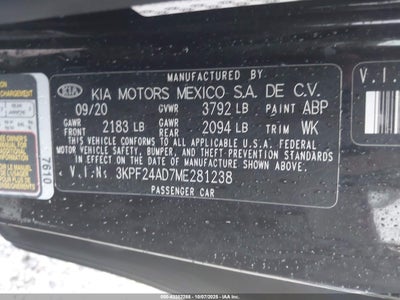 MANUFACTURED BY
KIA KIA MOTORS MEXICO S.A. DE C.V.
09/20 GVWR 3792 LB PAINT ABP
GAWR FRONT 2183 LB GAWR REAR 2094 LB TRIM WK
THIS VEHICLE CONFORMS TO ALL APPLICABLE U.S.A. FEDERAL
MOTOR VEHICLE SAFETY, BUMPER, AND THEFT PREVENTION STANDARDS
IN EFFECT ON THE DATE OF MANUFACTURE SHOWN ABOVE.
< V.I.N: 3KPF24AD7ME281238 >
PASSENGER CAR
7610
V.I.